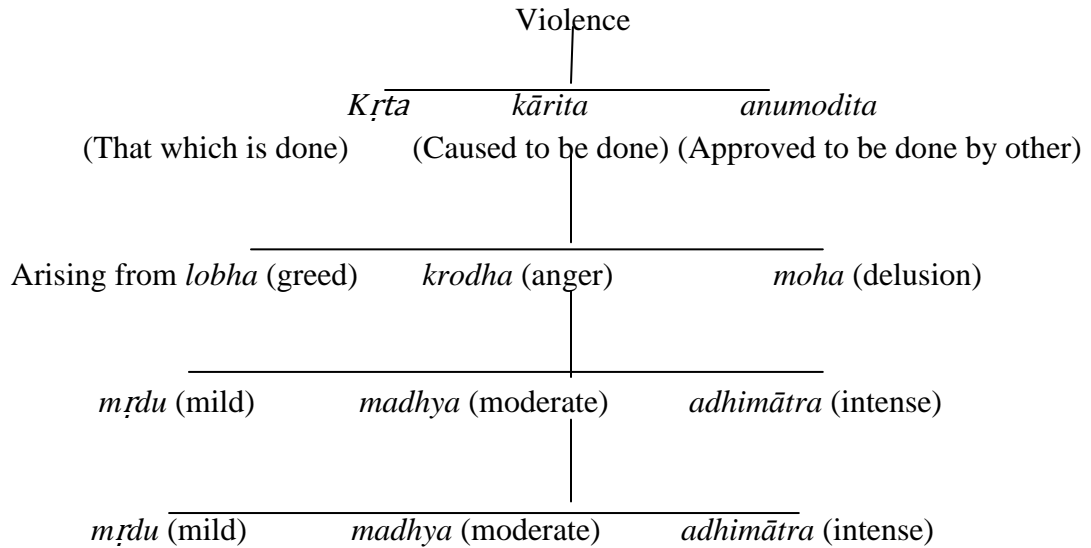 Violence
Kṛta kārita anumodita
(That which is done) (Caused to be done) (Approved to be done by other)
Arising from lobha (greed) krodha (anger) moha (delusion)
mṛdu (mild) madhya (moderate) adhimātra (intense)
mṛdu (mild) madhya (moderate) adhimātra (intense)